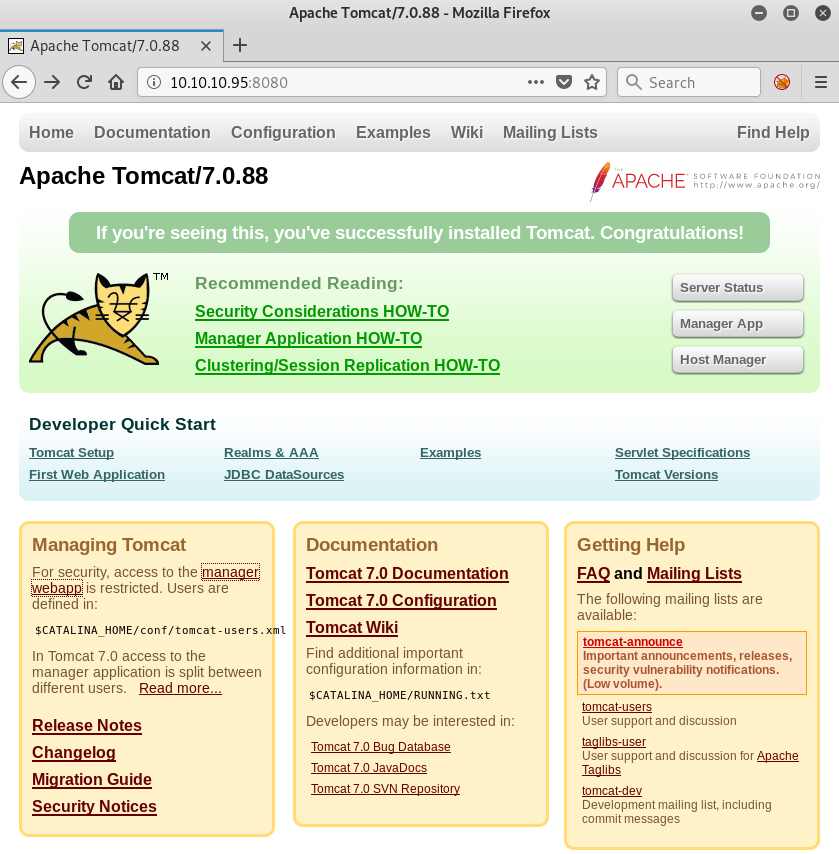 Apache Tomcat/7.0.88 - Mozilla Firefox
Apache Tomcat/7.0.88
10.10.10.95:8080
Search
Home Documentation Configuration Examples Wiki Mailing Lists Find Help
Apache Tomcat/7.0.88
THE
APACHE® SOFTWARE FOUNDATION
http://www.apache.org/
If you're seeing this, you've successfully installed Tomcat. Congratulations!
TM
Recommended Reading:
Security Considerations HOW-TO
Manager Application HOW-TO
Clustering/Session Replication HOW-TO
Server Status
Manager App
Host Manager
Developer Quick Start
Tomcat Setup
First Web Application
Realms & AAA
JDBC DataSources
Examples
Servlet Specifications
Tomcat Versions
Managing Tomcat
For security, access to the manager
webapp is restricted. Users are
defined in:
$CATALINA_HOME/conf/tomcat-users.xml
In Tomcat 7.0 access to the
manager application is split between
different users. Read more...
Release Notes
Changelog
Migration Guide
Security Notices
Documentation
Tomcat 7.0 Documentation
Tomcat 7.0 Configuration
Tomcat Wiki
Find additional important
configuration information in:
$CATALINA_HOME/RUNNING.txt
Developers may be interested in:
Tomcat 7.0 Bug Database
Tomcat 7.0 JavaDocs
Tomcat 7.0 SVN Repository
Getting Help
FAQ and Mailing Lists
The following mailing lists are
available:
tomcat-announce
Important announcements, releases,
security vulnerability notifications.
(Low volume).
tomcat-users
User support and discussion
taglibs-user
User support and discussion for Apache
Taglibs
tomcat-dev
Development mailing list, including
commit messages